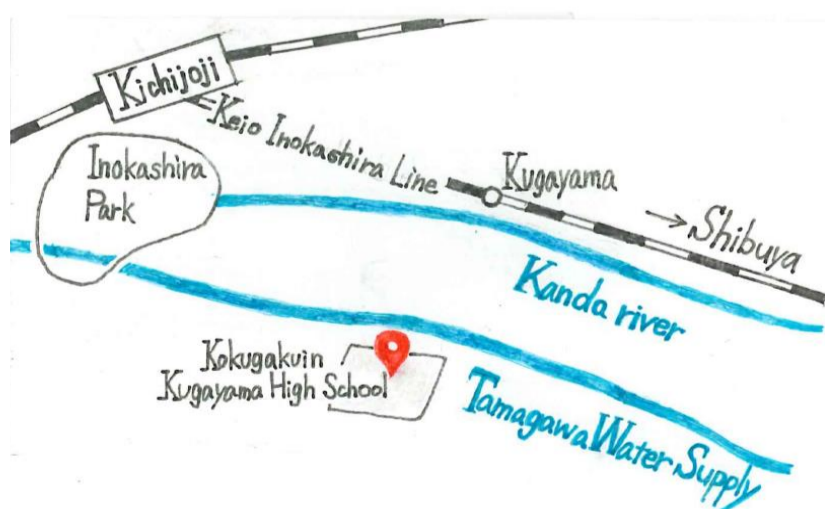 Kichijoji
Keio Inokashira Line
Inokashira
Park
Kugayama
→ Shibuya
Kanda river
Kokugakuin
Kugayama High School
Tamagawa Water Supply